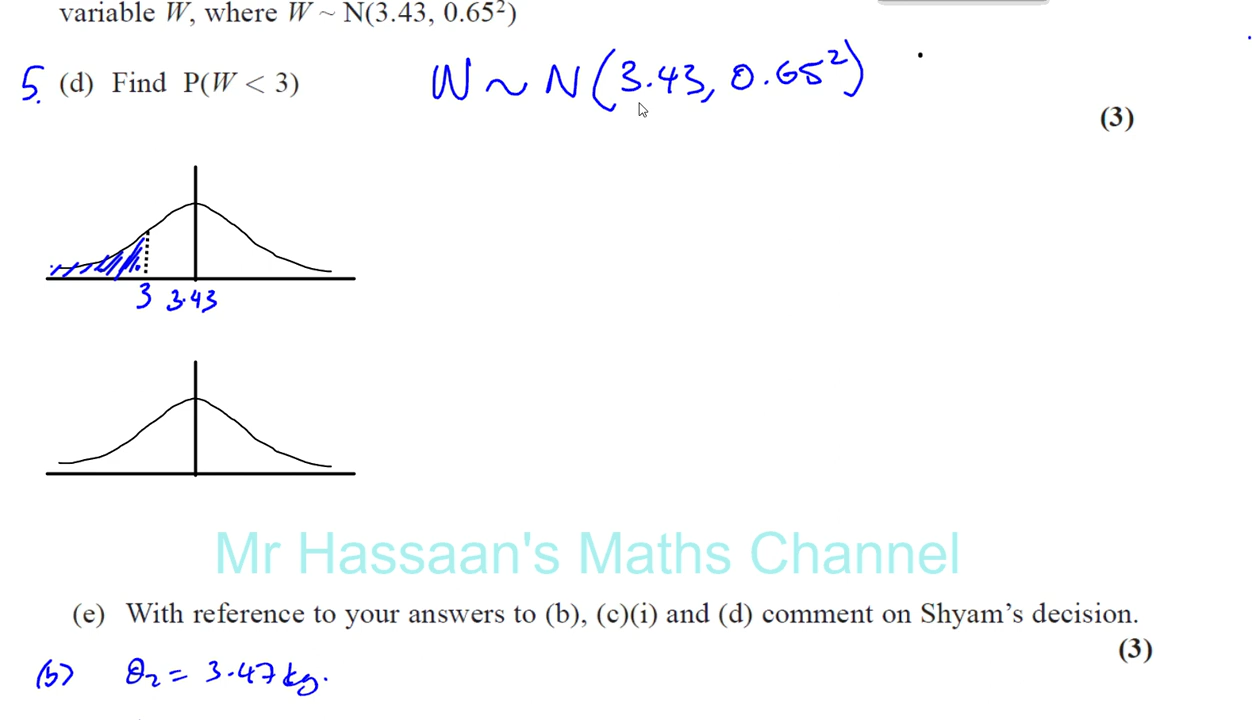 variable W, where W ~ N(3.43, 0.65²)
5. (d) Find P(W < 3)
W ~ N(3.43, 0.65²)
(3)
3 3.43
Mr Hassaan's Maths Channel
(e) With reference to your answers to (b), (c)(i) and (d) comment on Shyam's decision.
(3)
(b) Q₂ = 3.47 kg.